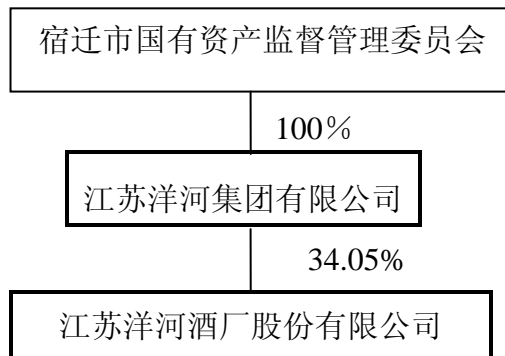 宿迁市国有资产监督管理委员会
100％
江苏洋河集团有限公司
34.05%
江苏洋河酒厂股份有限公司